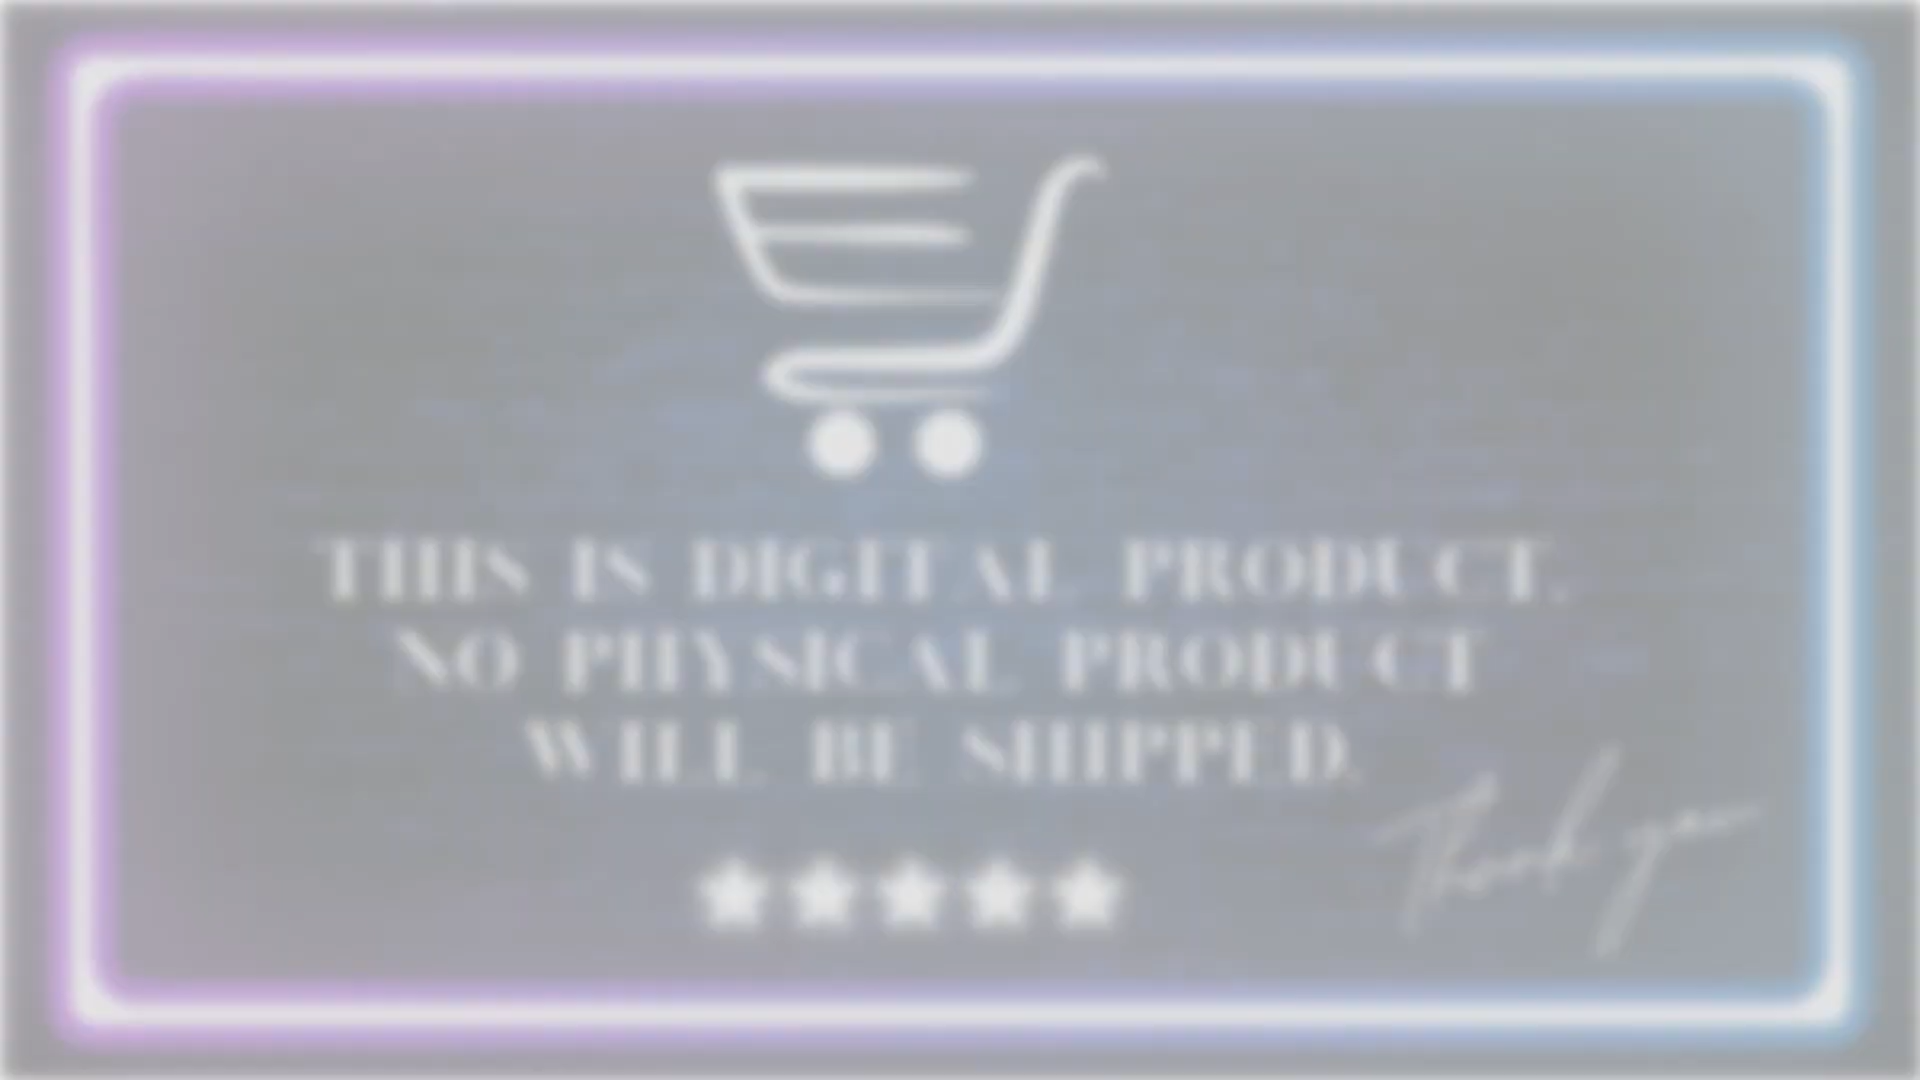 THIS IS DIGITAL PRODUCT.
NO PHYSICAL PRODUCT
WILL BE SHIPPED.
Thank you